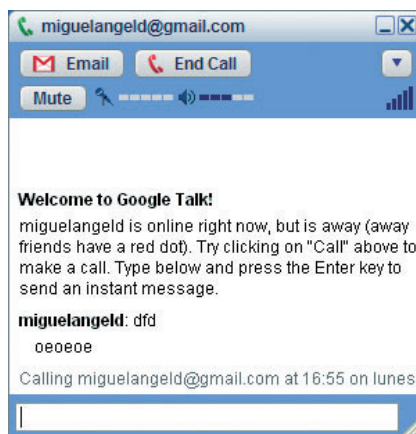 miguelangeld@gmail.com
Email End Call
Mute
Welcome to Google Talk!
miguelangeld is online right now, but is away (away
friends have a red dot). Try clicking on "Call" above to
make a call. Type below and press the Enter key to
send an instant message.
miguelangeld: dfd
oeoeoe
Calling miguelangeld@gmail.com at 16:55 on lunes